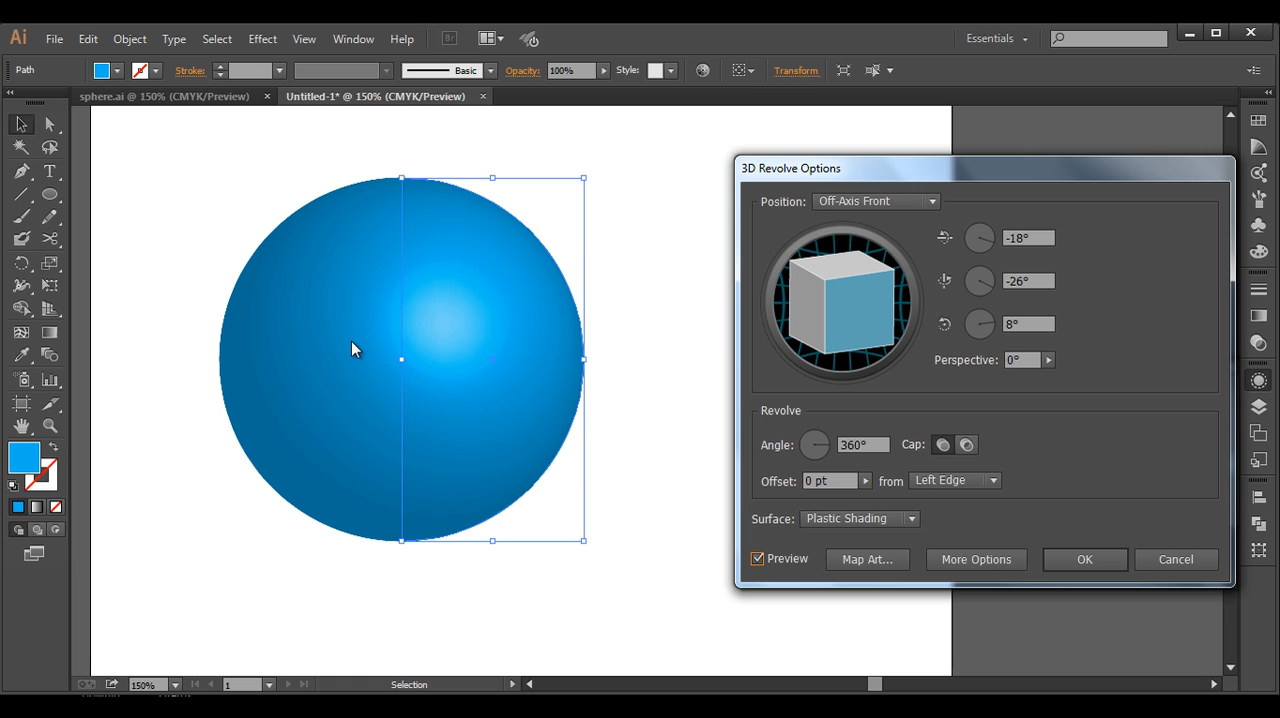 Ai File Edit Object Type Select Effect View Window Help Br Essentials
Path Stroke: Basic Opacity: 100% Style: Transform
sphere.ai @ 150% (CMYK/Preview) × Untitled-1* @ 150% (CMYK/Preview) ×
3D Revolve Options
Position: Off-Axis Front
-18°
-26°
8°
Perspective: 0°
Revolve
Angle: 360° Cap:
Offset: 0 pt from Left Edge
Surface: Plastic Shading
Preview Map Art... More Options OK Cancel
150% 1 Selection